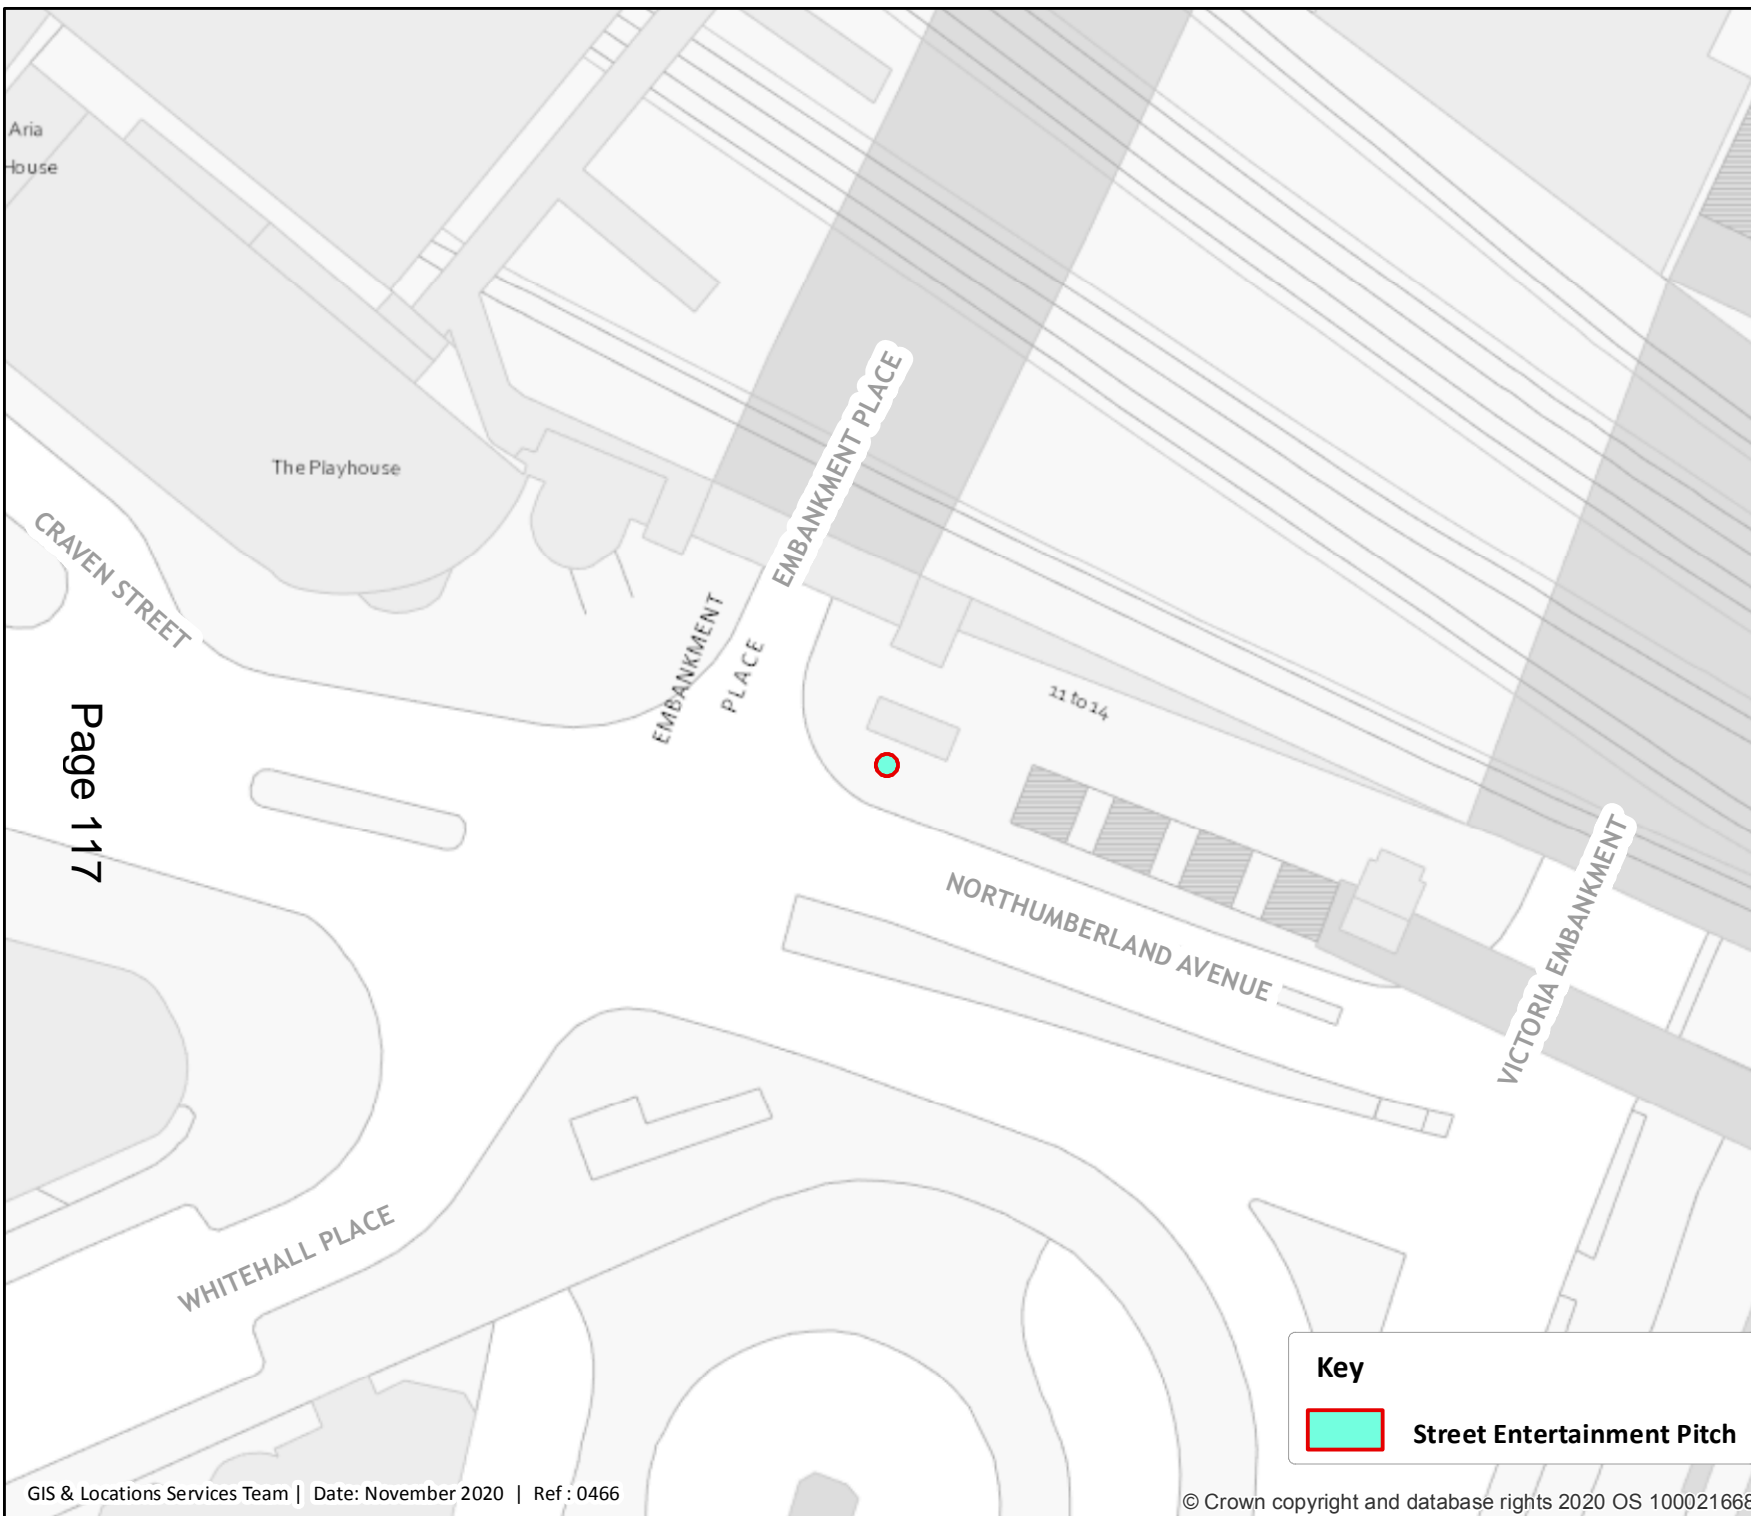 Aria
House
EMBANKMENT PLACE
The Playhouse
CRAVEN STREET
EMBANKMENT
PLACE
11 to 14
Page 117
VICTORIA EMBANKMENT
NORTHUMBERLAND AVENUE
WHITEHALL PLACE
Key
Street Entertainment Pitch
GIS & Locations Services Team | Date: November 2020 | Ref : 0466
© Crown copyright and database rights 2020 OS 100021668